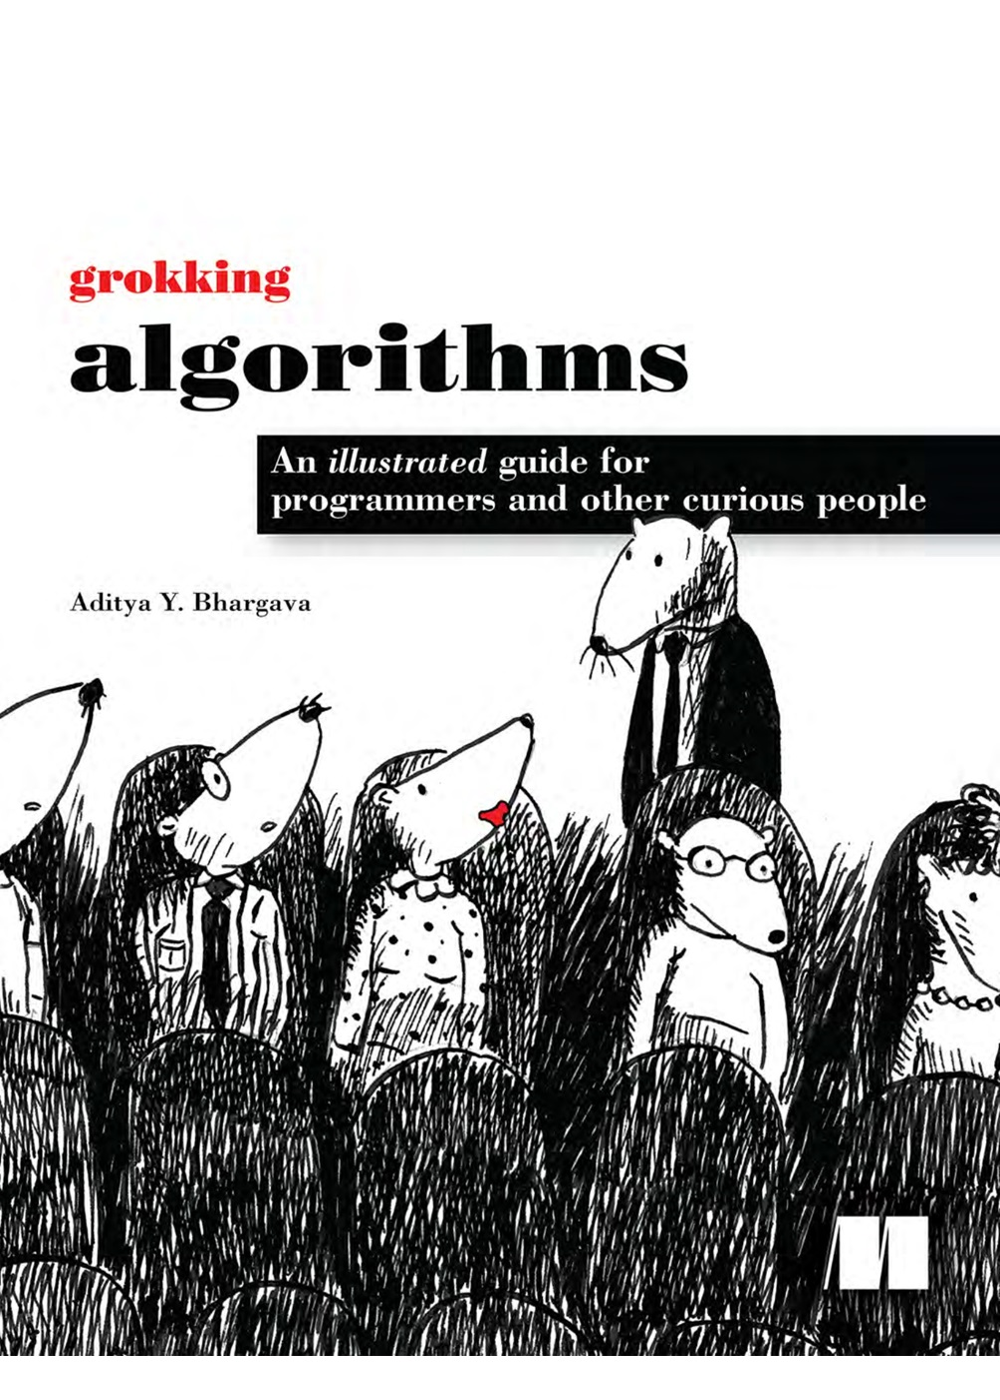 grokking
algorithms
An illustrated guide for
programmers and other curious people
Aditya Y. Bhargava